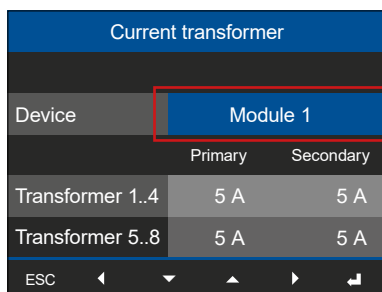 Current transformer
Device Module 1
Primary Secondary
Transformer 1..4 5 A 5 A
Transformer 5..8 5 A 5 A
ESC